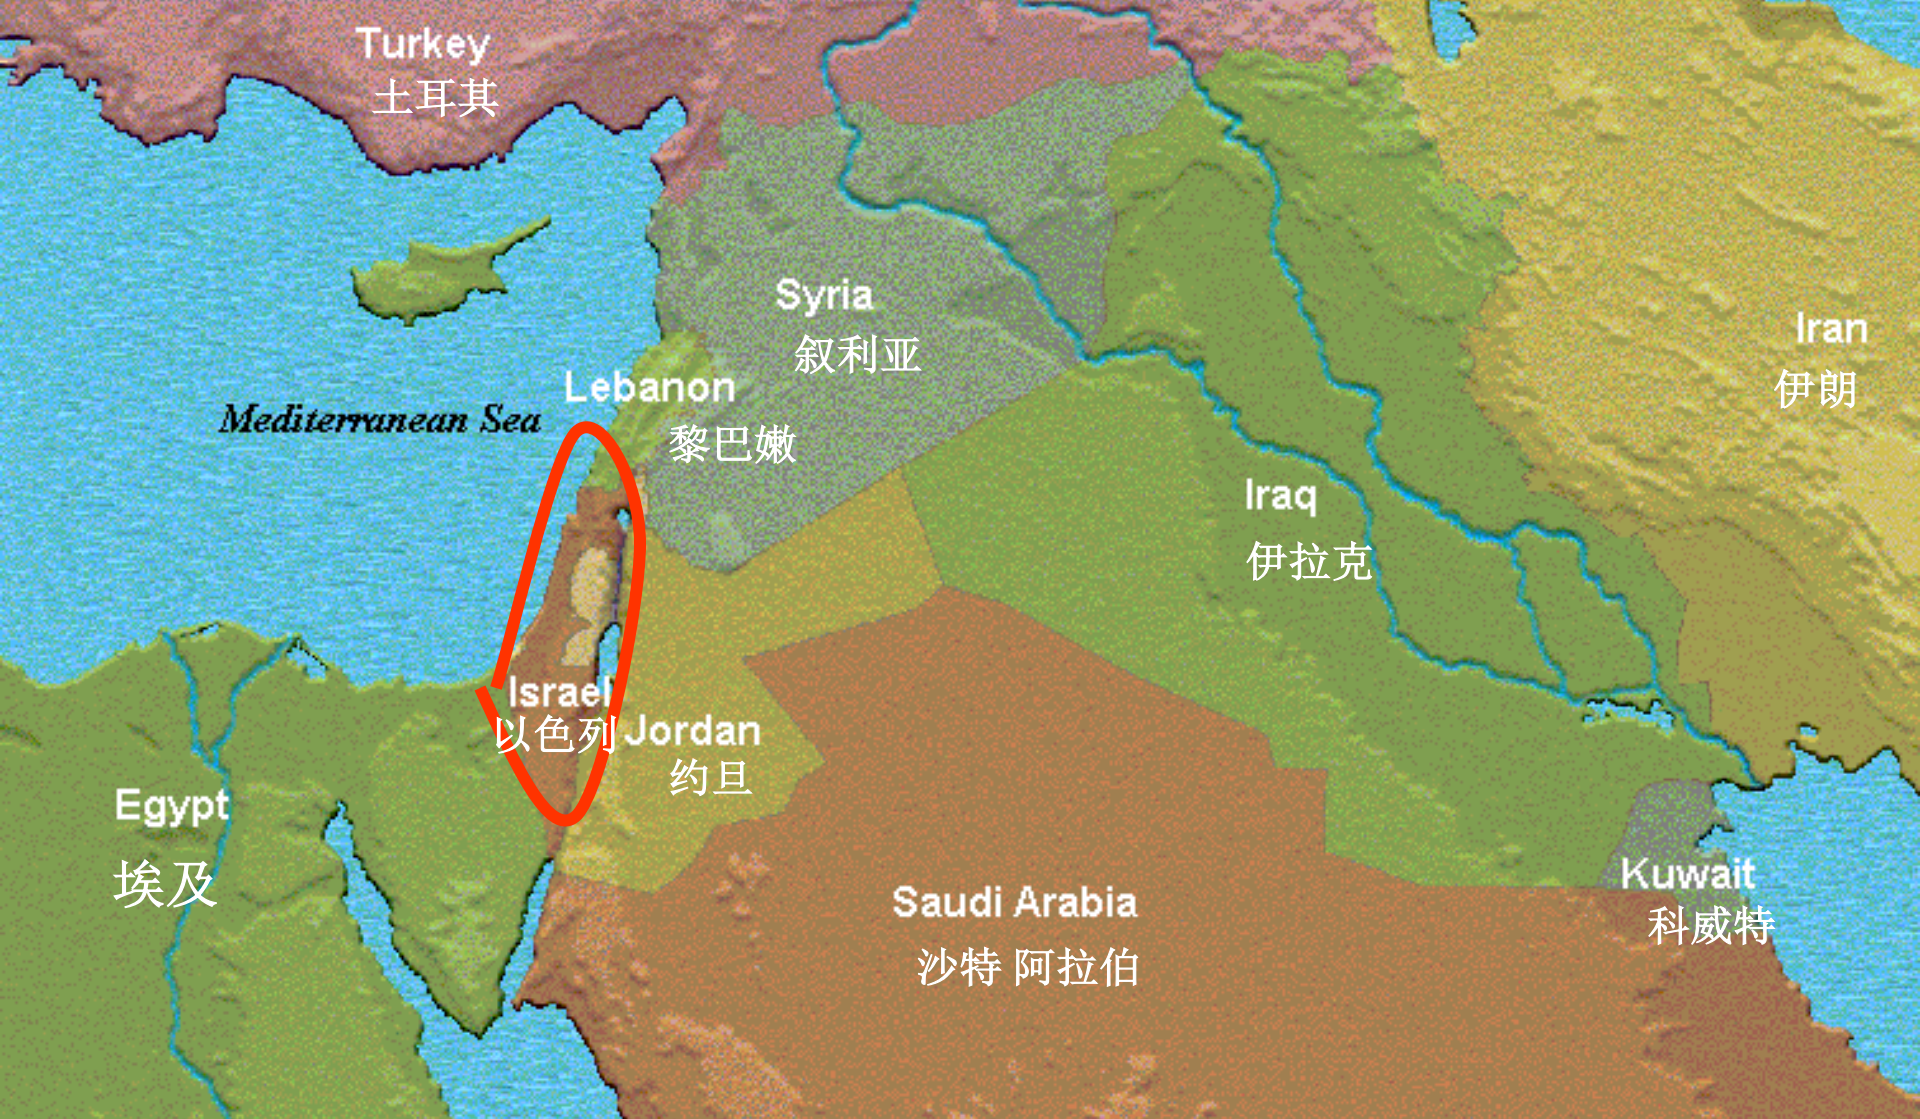 Turkey
土耳其
Syria
叙利亚
Iran
伊朗
Lebanon
黎巴嫩
Mediterranean Sea
Iraq
伊拉克
Israel
以色列
Jordan
约旦
Egypt
埃及
Saudi Arabia
沙特 阿拉伯
Kuwait
科威特